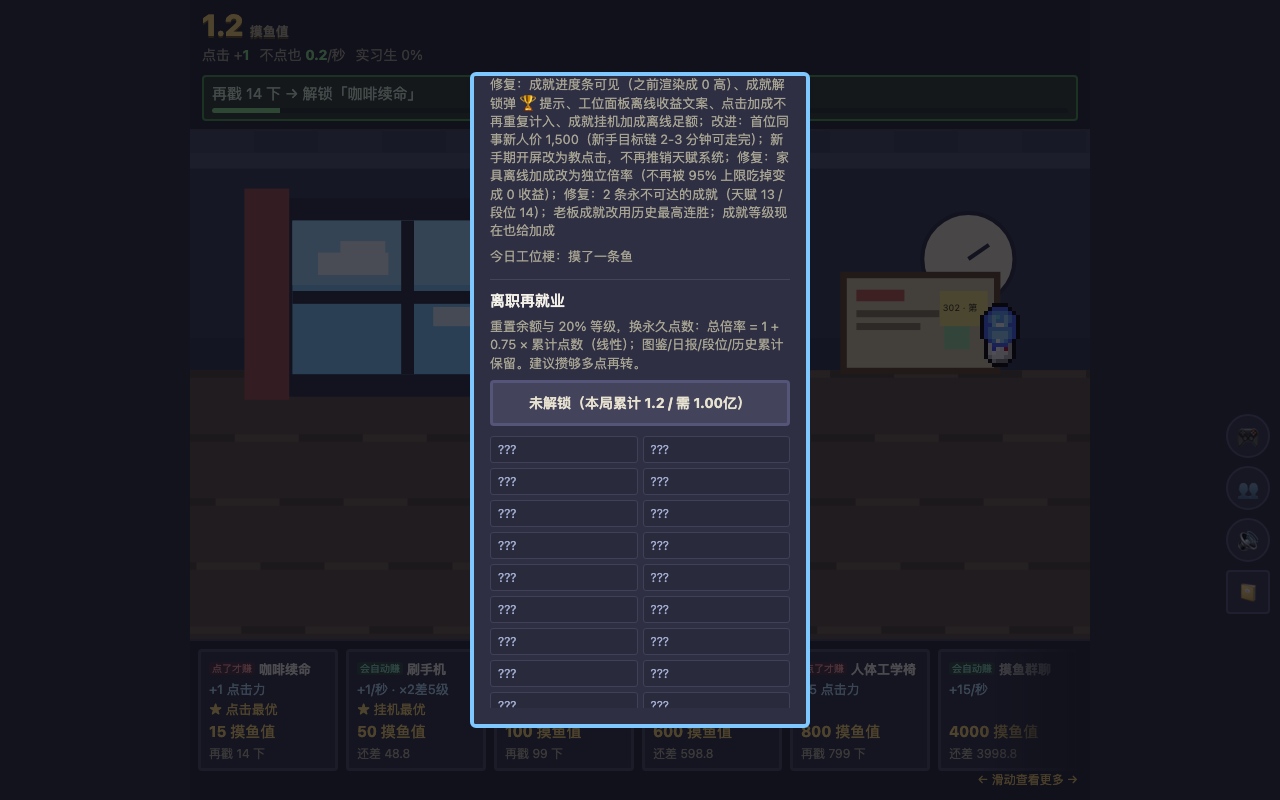 1.2 摸鱼值
点击 +1 不点也 0.2/秒 实习生 0%
再戳 14 下 → 解锁「咖啡续命」
修复：成就进度条可见（之前渲染成 0 高）、成就解
锁弹 🏆 提示、工位面板离线收益文案、点击加成不
再重复计入、成就挂机加成离线足额；改进：首位同
事新人价 1,500（新手目标链 2-3 分钟可走完）；新
手期开屏改为教点击，不再推销天赋系统；修复：家
具离线加成改为独立倍率（不再被 95% 上限吃掉变
成 0 收益）；修复：2 条永不可达的成就（天赋 13 /
段位 14）；老板成就改用历史最高连胜；成就等级现
在也给加成
今日工位梗：摸了一条鱼
离职再就业
重置余额与 20% 等级，换永久点数：总倍率 = 1 +
0.75 × 累计点数（线性）；图鉴/日报/段位/历史累计
保留。建议攒够多点再转。
未解锁（本局累计 1.2 / 需 1.00亿）
??? ???
??? ???
??? ???
??? ???
??? ???
??? ???
??? ???
??? ???
??? ???
302 · 第
点了才赚 咖啡续命
+1 点击力
★ 点击最优
15 摸鱼值
再戳 14 下
会自动赚 刷手机
+1/秒 · ×2差5级
★ 挂机最优
50 摸鱼值
还差 48.8
100 摸鱼值
再戳 99 下
600 摸鱼值
还差 598.8
点了才赚 人体工学椅
5 点击力
800 摸鱼值
再戳 799 下
会自动赚 摸鱼群聊
+15/秒
4000 摸鱼值
还差 3998.8
← 滑动查看更多 →